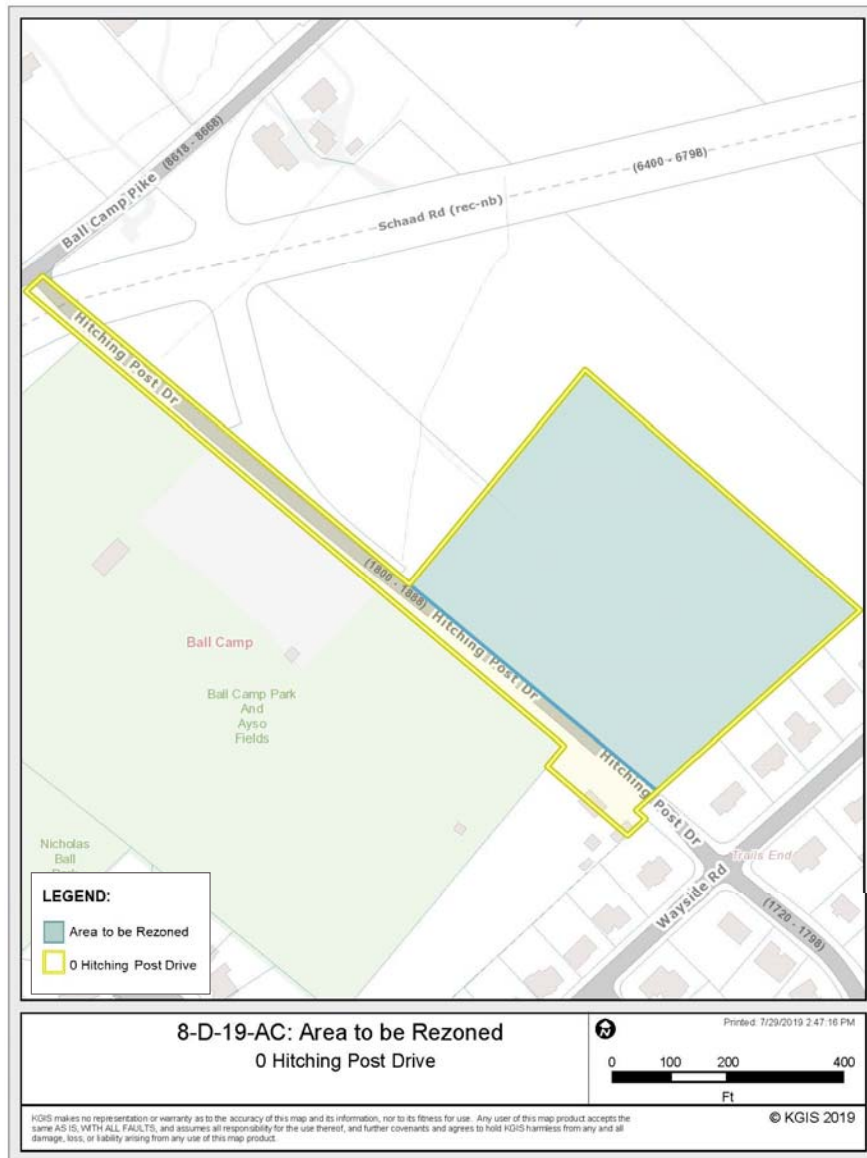 Ball Camp Pike
(8618 - 8668)
(6400 - 6798)
Schaad Rd (rec-nb)
Hitching Post Dr
(1800 - 1888)
Hitching Post Dr
Hitching Post Dr
Ball Camp
Ball Camp Park
And
Ayso
Fields
Trails End
Wayside Rd
(1720 - 1798)
Nicholas
Ball
LEGEND:
Area to be Rezoned
0 Hitching Post Drive
8-D-19-AC: Area to be Rezoned
0 Hitching Post Drive
N
Printed: 7/29/2019 2:47:16 PM
0 100 200 400
Ft
KGIS makes no representation or warranty as to the accuracy of this map and its information, nor to its fitness for use. Any user of this map product accepts the
same AS IS, WITH ALL FAULTS, and assumes all responsibility for the use thereof, and further covenants and agrees to hold KGIS harmless from any and all
damage, loss, or liability arising from any use of this map product.
© KGIS 2019